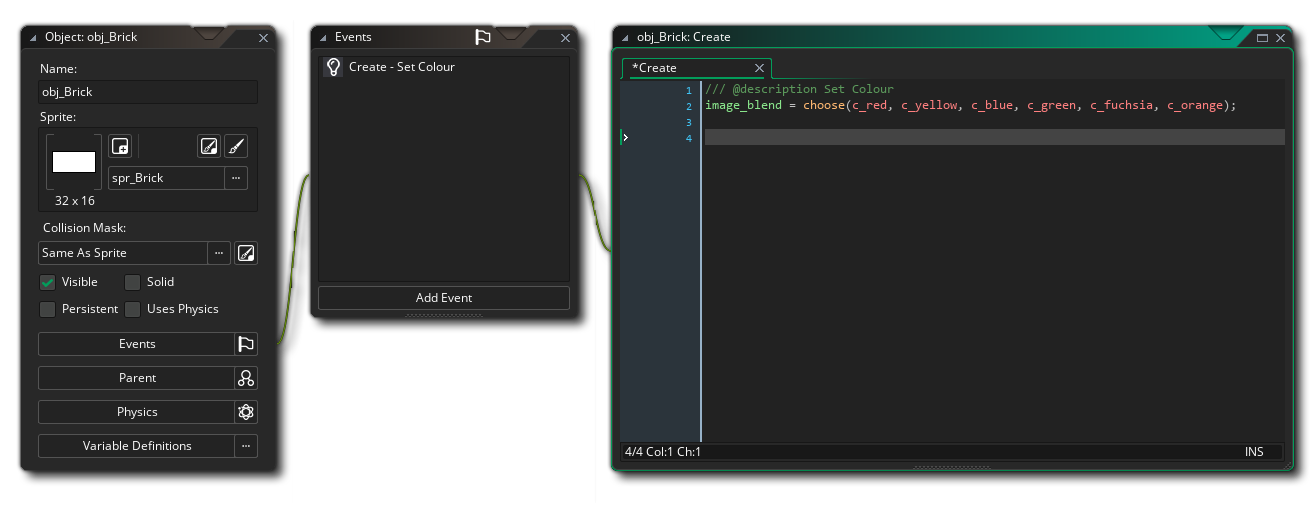 Object: obj_Brick
Name:
obj_Brick
Sprite:
spr_Brick
...
32 x 16
Collision Mask:
Same As Sprite
...
Visible
Solid
Persistent
Uses Physics
Events
Parent
Physics
Variable Definitions
...
Events
Create - Set Colour
Add Event
obj_Brick: Create
*Create
1 /// @description Set Colour
2 image_blend = choose(c_red, c_yellow, c_blue, c_green, c_fuchsia, c_orange);
3
4
4/4 Col:1 Ch:1
INS